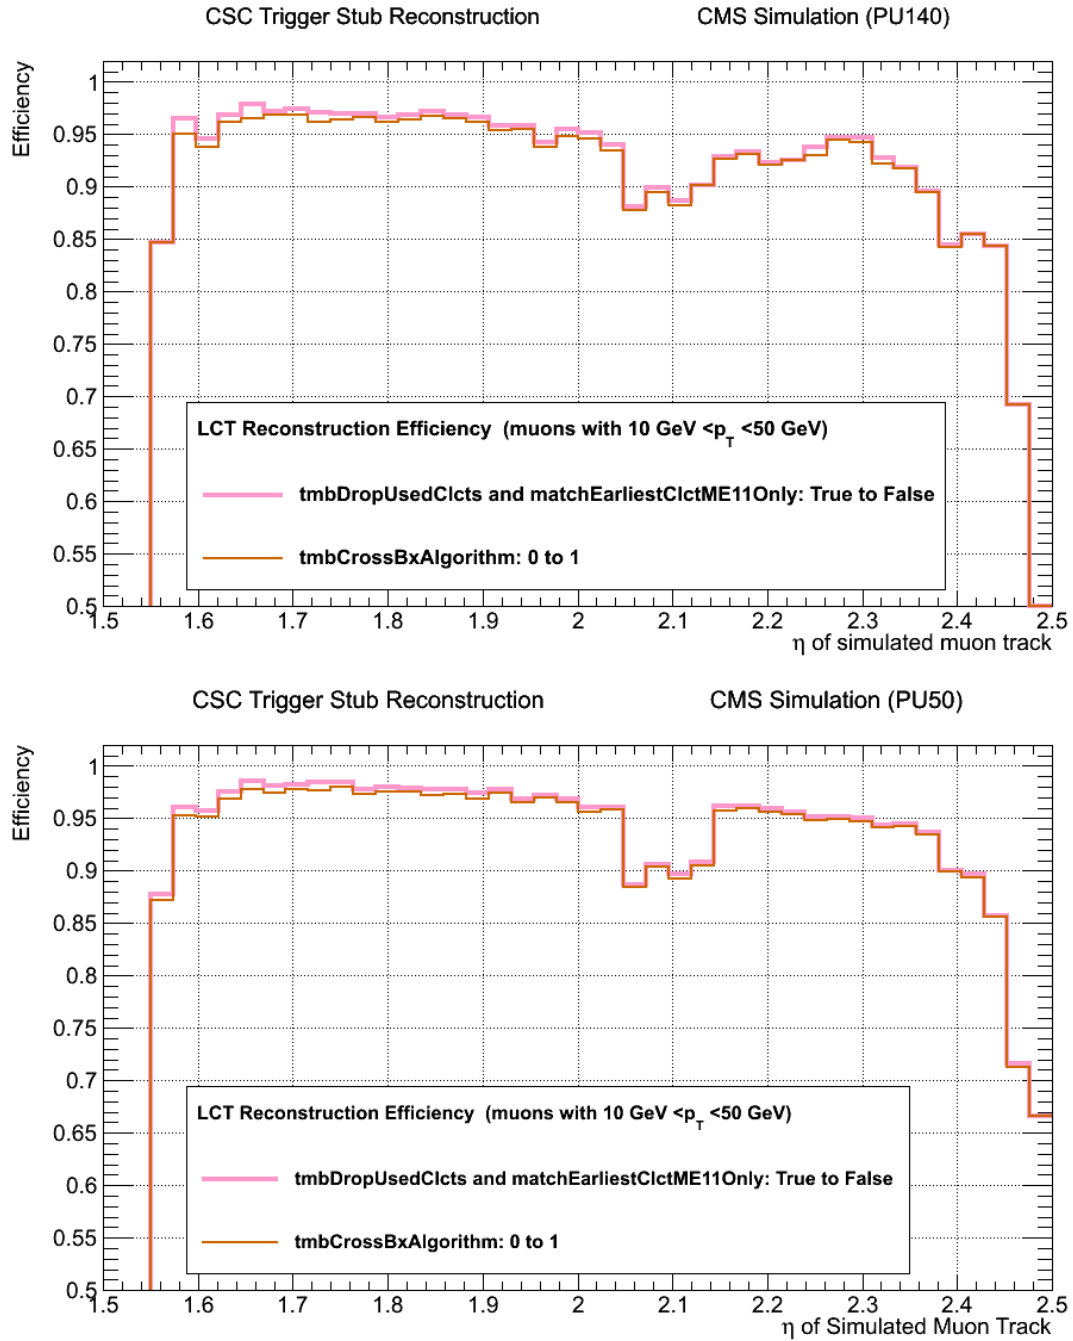 CSC Trigger Stub Reconstruction CMS Simulation (PU140)
Efficiency
1
0.95
0.9
0.85
0.8
0.75
0.7
0.65
0.6
0.55
0.5
LCT Reconstruction Efficiency (muons with 10 GeV <p_T <50 GeV)
tmbDropUsedClcts and matchEarliestClctME11Only: True to False
tmbCrossBxAlgorithm: 0 to 1
1.5 1.6 1.7 1.8 1.9 2 2.1 2.2 2.3 2.4 2.5
η of simulated muon track
CSC Trigger Stub Reconstruction CMS Simulation (PU50)
Efficiency
1
0.95
0.9
0.85
0.8
0.75
0.7
0.65
0.6
0.55
0.5
LCT Reconstruction Efficiency (muons with 10 GeV <p_T <50 GeV)
tmbDropUsedClcts and matchEarliestClctME11Only: True to False
tmbCrossBxAlgorithm: 0 to 1
1.5 1.6 1.7 1.8 1.9 2 2.1 2.2 2.3 2.4 2.5
η of Simulated Muon Track